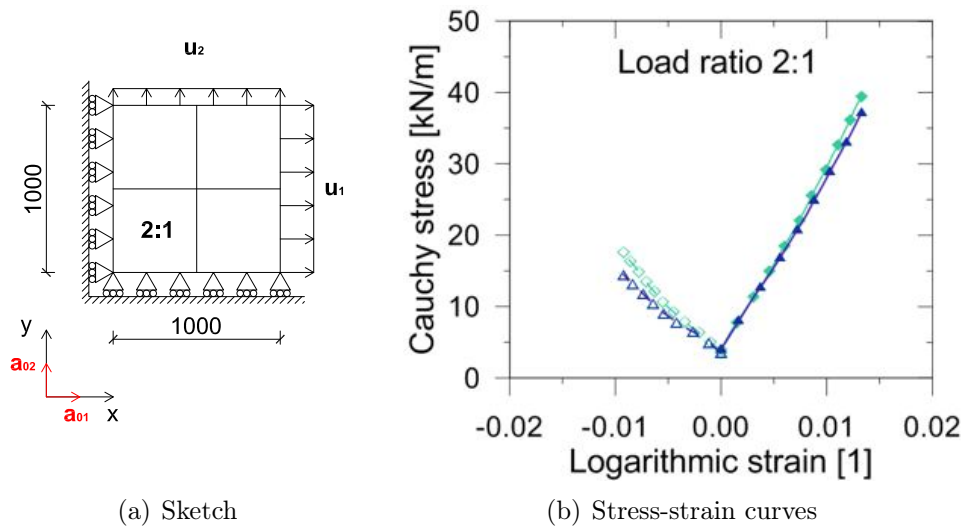 u₂
1000
u₁
2:1
1000
y
a₀₂
a₀₁
x
(a) Sketch
Load ratio 2:1
Cauchy stress [kN/m]
50
40
30
20
10
0
-0.02 -0.01 0.00 0.01 0.02
Logarithmic strain [1]
(b) Stress-strain curves